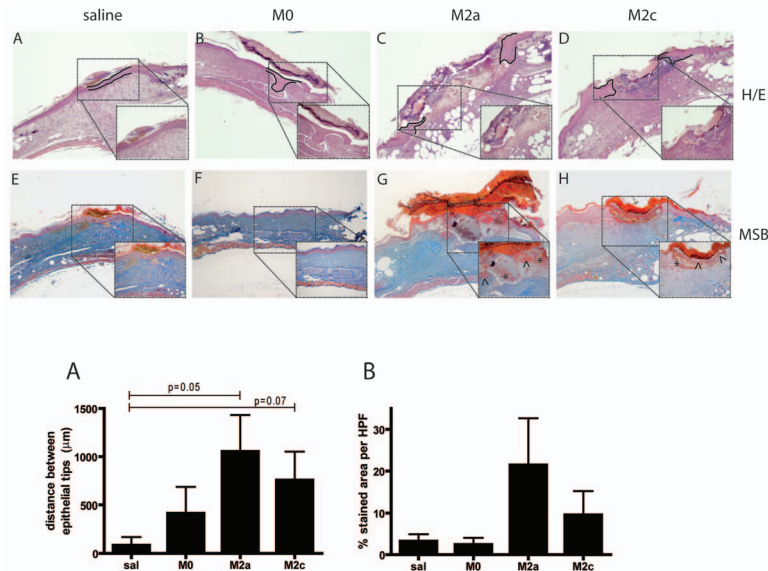 saline M0 M2a M2c
A B C D
H/E
E F G H
MSB
* * ^ ^
* ^ ^
A
p=0.05
p=0.07
distance between
epithelial tips (μm)
1500
1000
500
0
sal M0 M2a M2c
B
% stained area per HPF
30
20
10
0
sal M0 M2a M2c